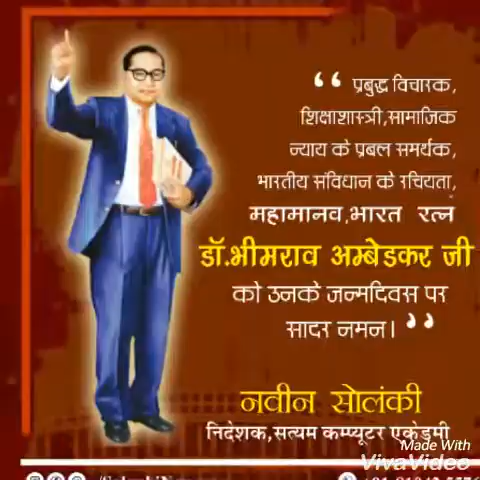 ❝ प्रबुद्ध विचारक,
शिक्षाशास्त्री,सामाजिक
न्याय के प्रबल समर्थक,
भारतीय संविधान के रचियता,
महामानव,भारत रत्न
डॉ.भीमराव अम्बेडकर जी
को उनके जन्मदिवस पर
सादर नमन। ❞
नवीन सोलंकी
निदेशक,सत्यम कम्प्यूटर एकेडमी
Made With
VivaVideo